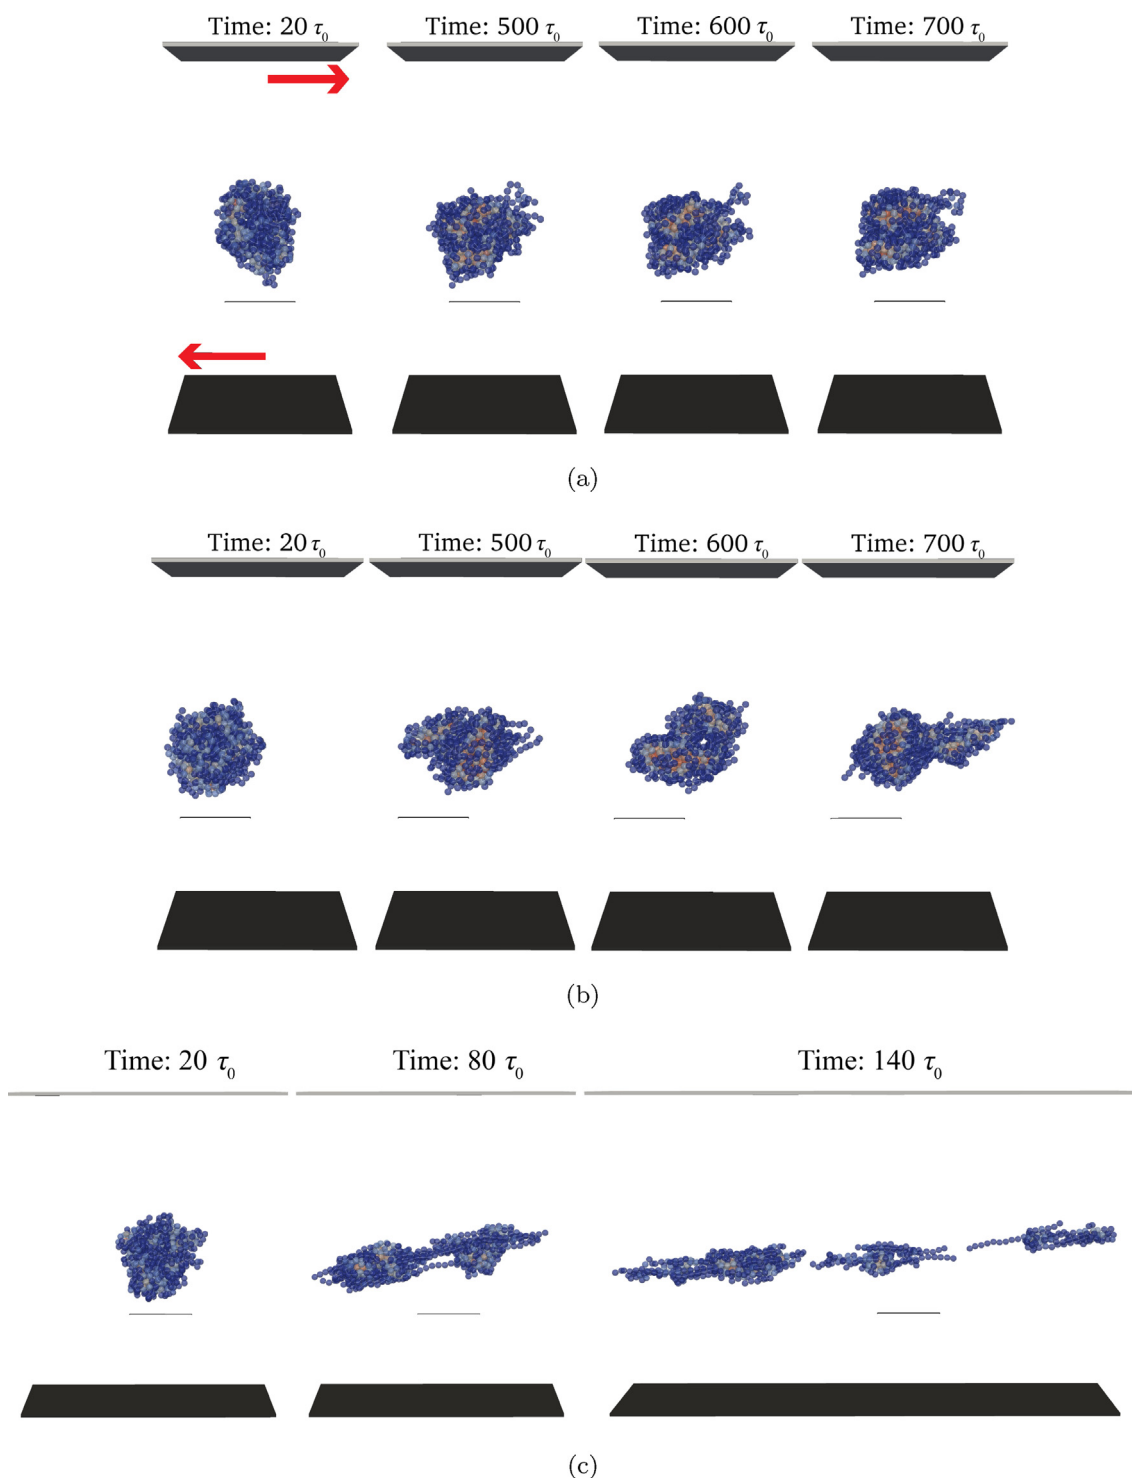 Time: 20 τ₀ Time: 500 τ₀ Time: 600 τ₀ Time: 700 τ₀
(a)
Time: 20 τ₀ Time: 500 τ₀ Time: 600 τ₀ Time: 700 τ₀
(b)
Time: 20 τ₀ Time: 80 τ₀ Time: 140 τ₀
(c)